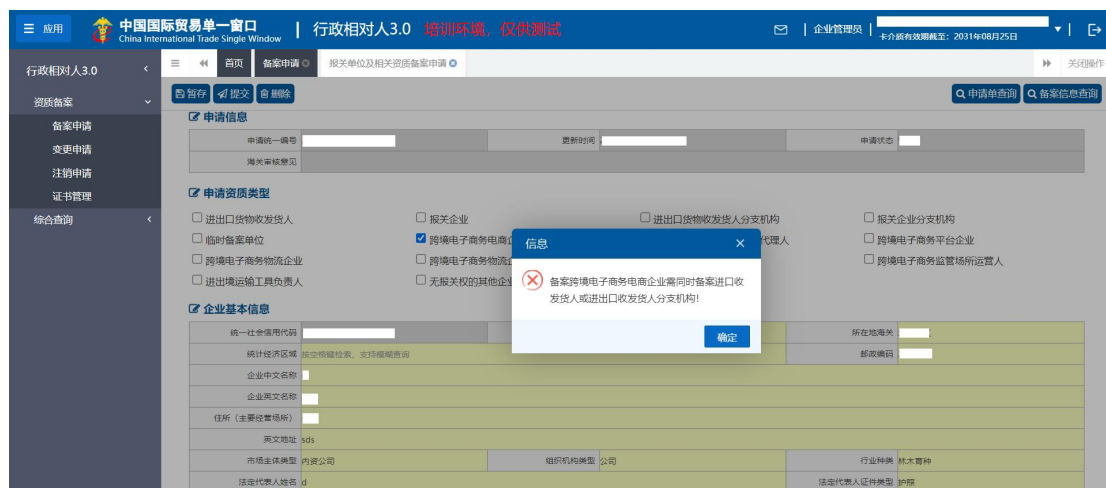 应用
中国国际贸易单一窗口
China International Trade Single Window
行政相对人3.0
培训环境,仅供测试
企业管理员
卡介质有效期截至:2031年08月25日
行政相对人3.0
首页
备案申请
报关单位及相关资质备案申请
关闭操作
资质备案
备案申请
变更申请
注销申请
证书管理
综合查询
暂存
提交
删除
申请单查询
备案信息查询
申请信息
申请统一编号
更新时间
申请状态
海关审核意见
申请资质类型
进出口货物收发货人
报关企业
进出口货物收发货人分支机构
报关企业分支机构
临时备案单位
跨境电子商务电商企
代理人
跨境电子商务平台企业
跨境电子商务物流企业
跨境电子商务物流企
跨境电子商务监管场所运营人
进出境运输工具负责人
无报关权的其他企业
信息
备案跨境电子商务电商企业需同时备案进口收
发货人或进出口收发货人分支机构!
确定
企业基本信息
统一社会信用代码
所在地海关
统计经济区域
按空格键检索,支持模糊查询
邮政编码
企业中文名称
企业英文名称
住所(主要经营场所)
英文地址
sds
市场主体类型
内资公司
组织机构类型
公司
行业种类
林木育种
法定代表人姓名
d
法定代表人证件类型
护照